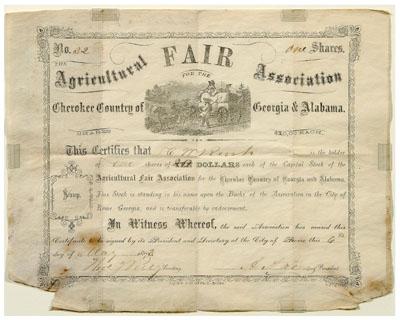 No. 22 FAIR one Shares.
THE
Agricultural FOR THE Association
Cherokee Country of Georgia & Alabama.
SHARES EACH.
This Certifies that is the holder
of one shares of DOLLARS each of the Capital Stock of the
Agricultural Fair Association for the Cherokee Country of Georgia and Alabama.
This Stock is standing in his name upon the Books of the Association in the City of
Rome Georgia, and is transferable by endorsement.
Stamp.
In Witness Whereof, the said Association has caused this
Certificate to be signed by its President and Secretary at the City of Rome this 6
day of May
Secretary President